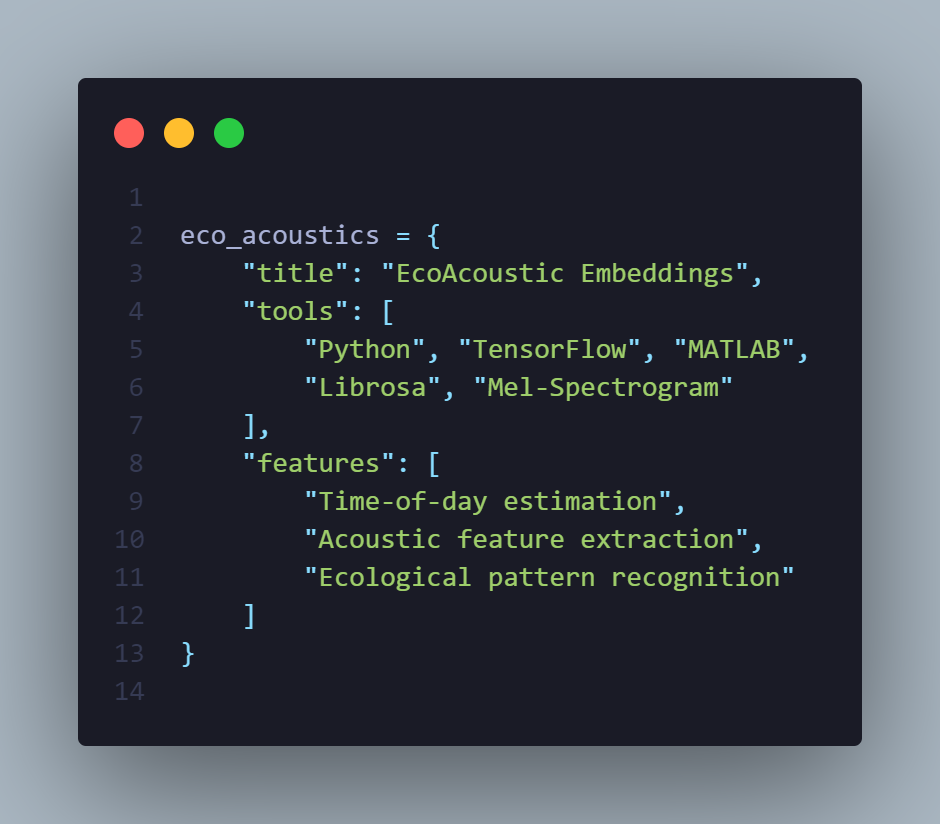 1
2 eco_acoustics = {
3     "title": "EcoAcoustic Embeddings",
4     "tools": [
5         "Python", "TensorFlow", "MATLAB",
6         "Librosa", "Mel-Spectrogram"
7     ],
8     "features": [
9         "Time-of-day estimation",
10         "Acoustic feature extraction",
11         "Ecological pattern recognition"
12     ]
13 }
14